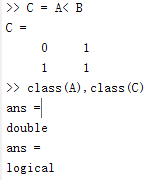 >> C = A< B
C =
0 1
1 1
>> class(A),class(C)
ans =
double
ans =
logical